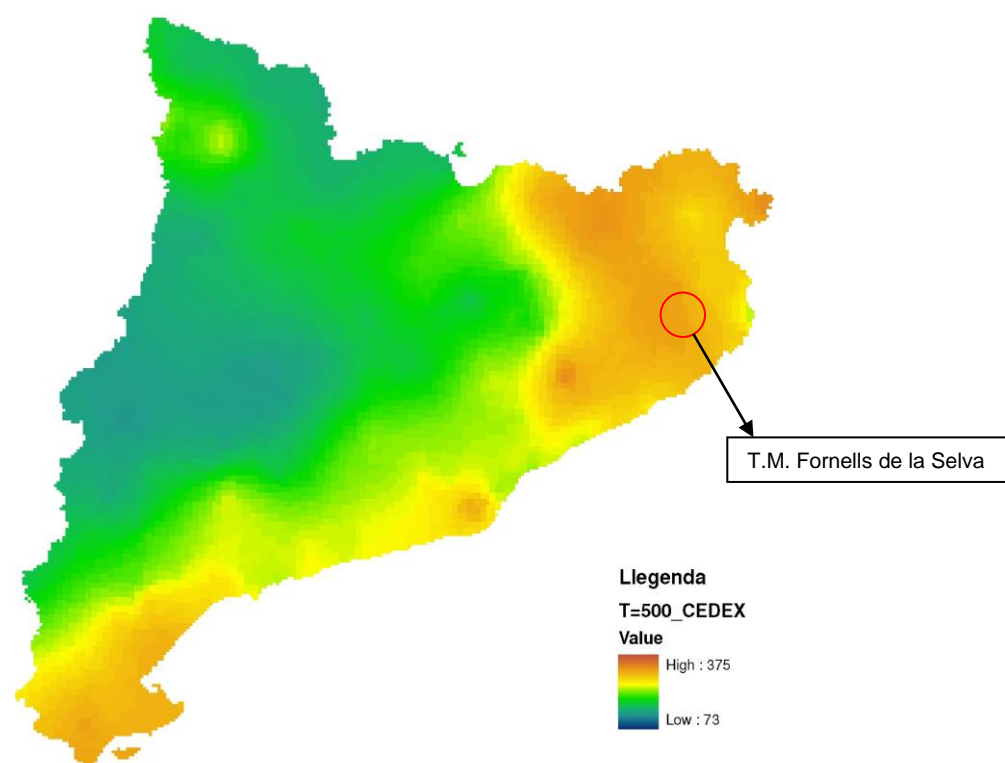 T.M. Fornells de la Selva
Llegenda
T=500_CEDEX
Value
High : 375
Low : 73